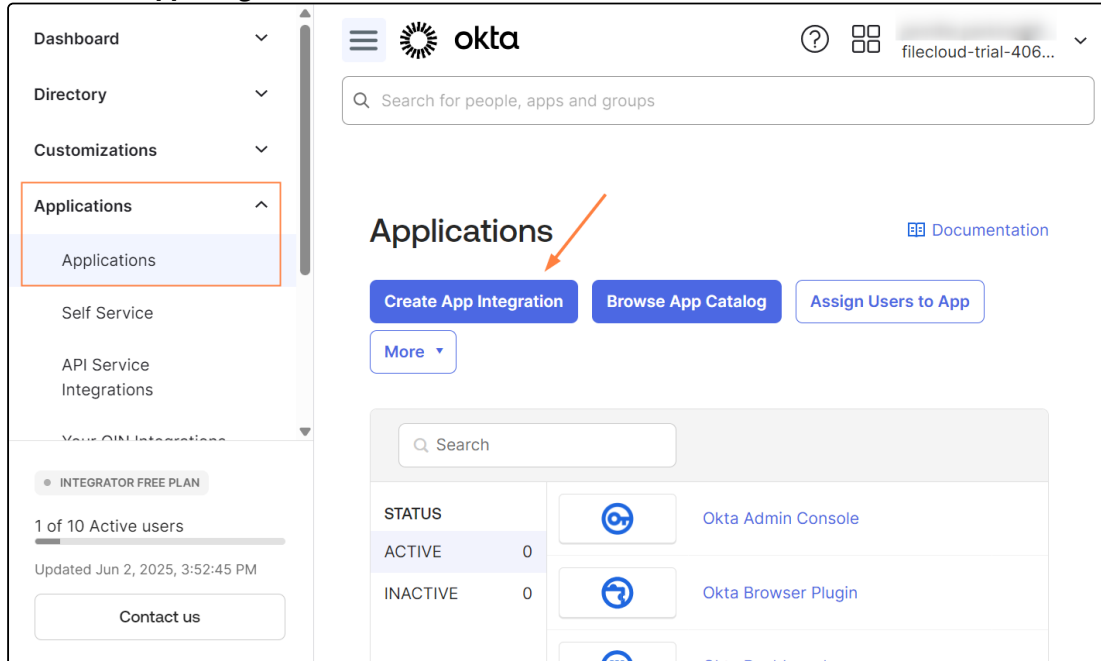 Dashboard
Directory
Customizations
Applications
Applications
Self Service
API Service
Integrations
Your OIN Integrations
INTEGRATOR FREE PLAN
1 of 10 Active users
Updated Jun 2, 2025, 3:52:45 PM
Contact us
okta
filecloud-trial-406...
Search for people, apps and groups
Applications
Documentation
Create App Integration
Browse App Catalog
Assign Users to App
More
Search
STATUS
ACTIVE 0
INACTIVE 0
Okta Admin Console
Okta Browser Plugin